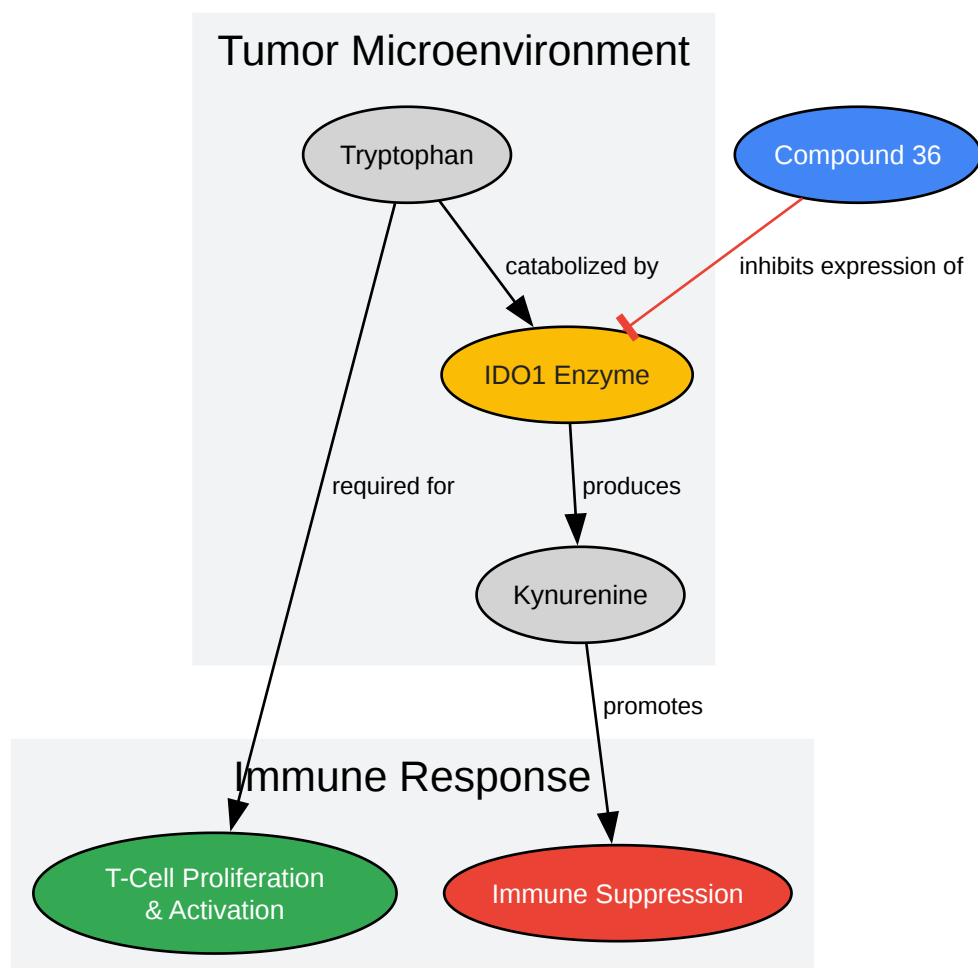 Tumor Microenvironment
Tryptophan
Compound 36
catabolized by
inhibits expression of
IDO1 Enzyme
required for
produces
Kynurenine
promotes
Immune Response
T-Cell Proliferation
& Activation
Immune Suppression